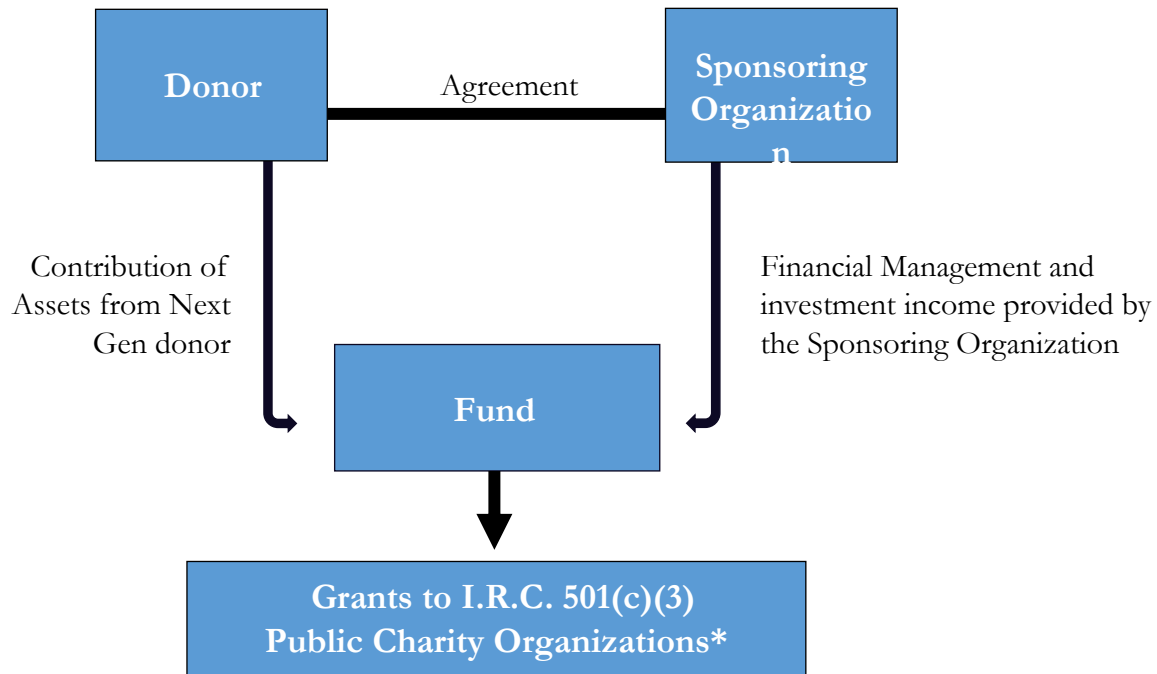 Donor
Agreement
Sponsoring
Organizatio
n
Contribution of
Assets from Next
Gen donor
Financial Management and
investment income provided by
the Sponsoring Organization
Fund
Grants to I.R.C. 501(c)(3)
Public Charity Organizations*